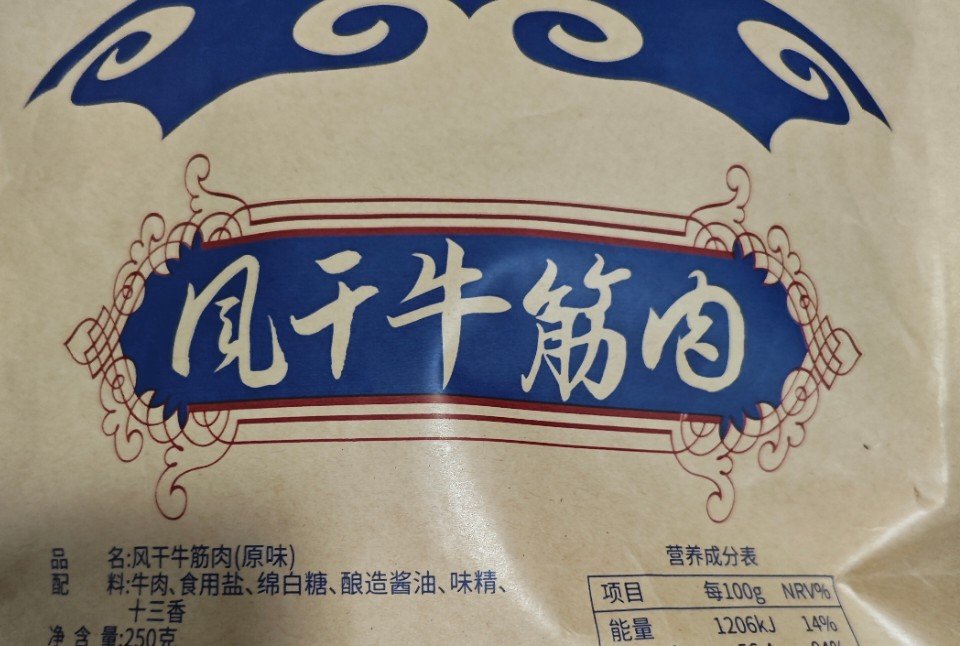 风干牛筋肉
品 名:风干牛筋肉(原味)
配 料:牛肉、食用盐、绵白糖、酿造酱油、味精、
十三香
净 含 量:250克
营养成分表
项目 每100g NRV%
能量 1206kJ 14%